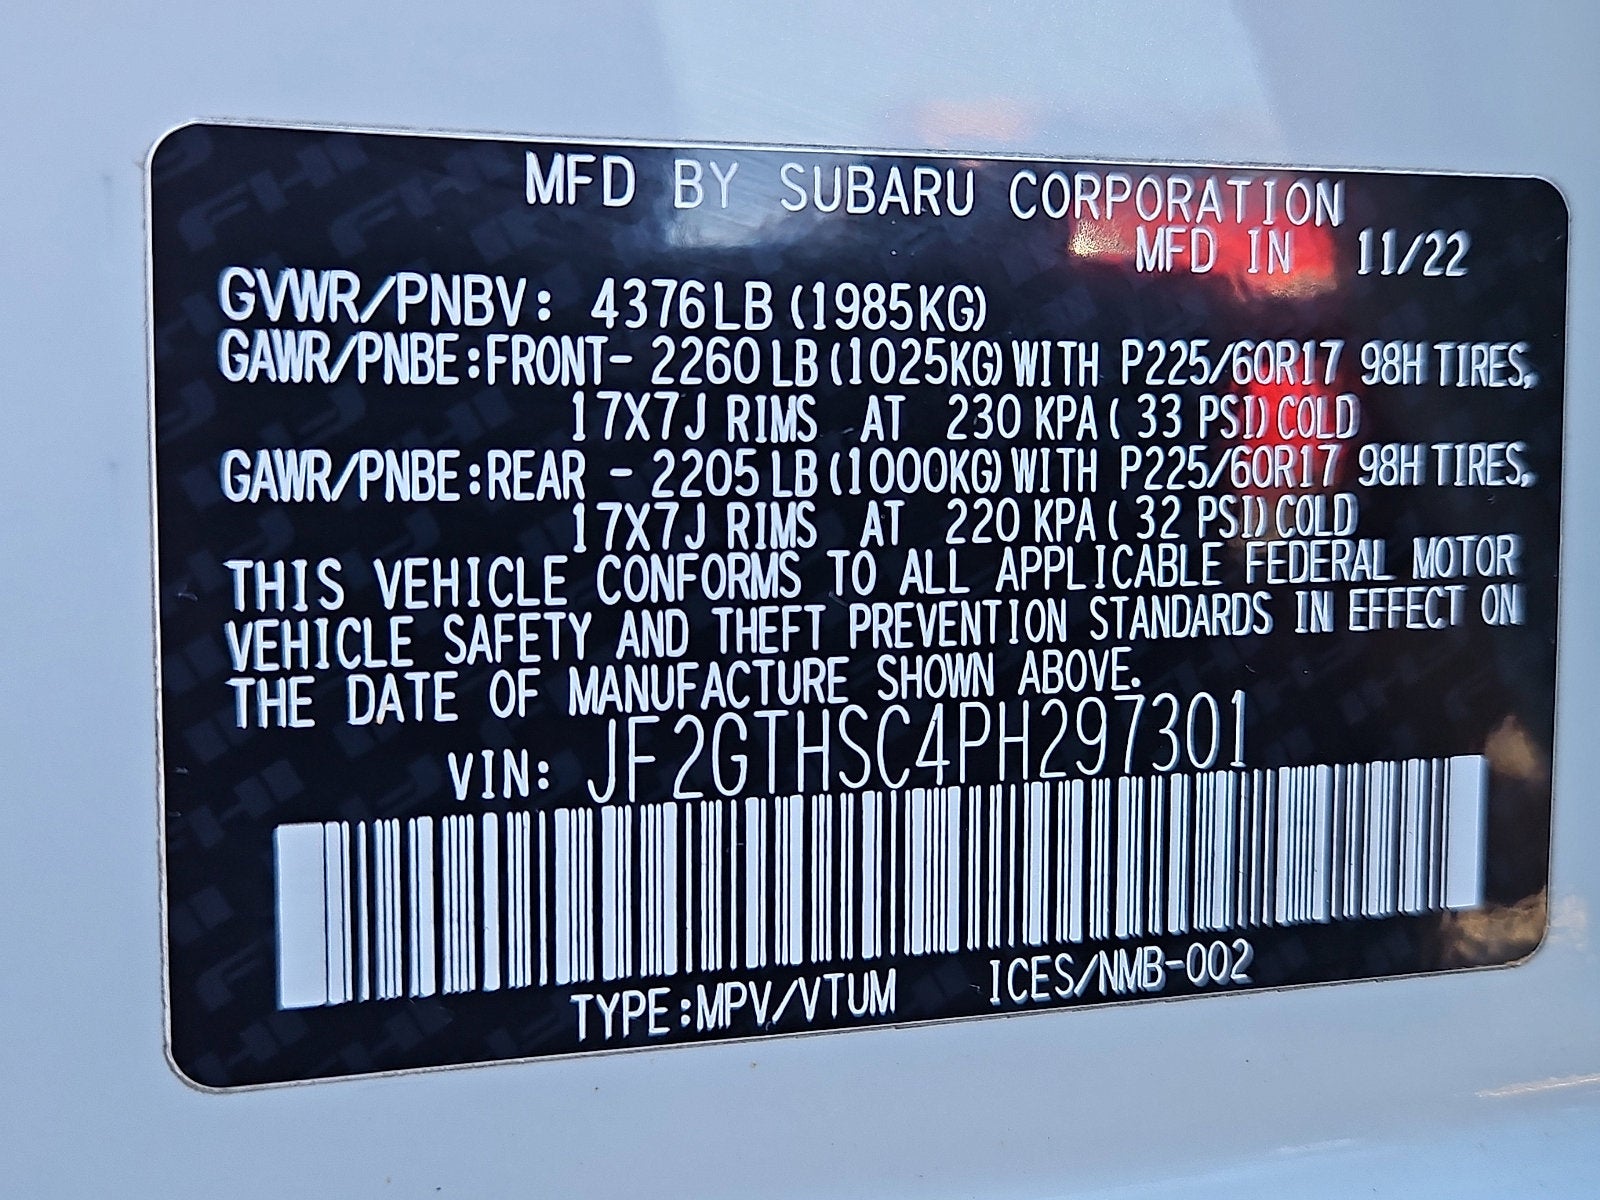 MFD BY SUBARU CORPORATION
MFD IN 11/22
GVWR/PNBV: 4376LB (1985KG)
GAWR/PNBE:FRONT- 2260 LB (1025KG) WITH P225/60R17 98H TIRES,
17X7J RIMS AT 230 KPA ( 33 PSI) COLD
GAWR/PNBE:REAR - 2205 LB (1000KG) WITH P225/60R17 98H TIRES,
17X7J RIMS AT 220 KPA ( 32 PSI) COLD
THIS VEHICLE CONFORMS TO ALL APPLICABLE FEDERAL MOTOR
VEHICLE SAFETY AND THEFT PREVENTION STANDARDS IN EFFECT ON
THE DATE OF MANUFACTURE SHOWN ABOVE.
VIN: JF2GTHSC4PH297301
TYPE:MPV/VTUM ICES/NMB-002